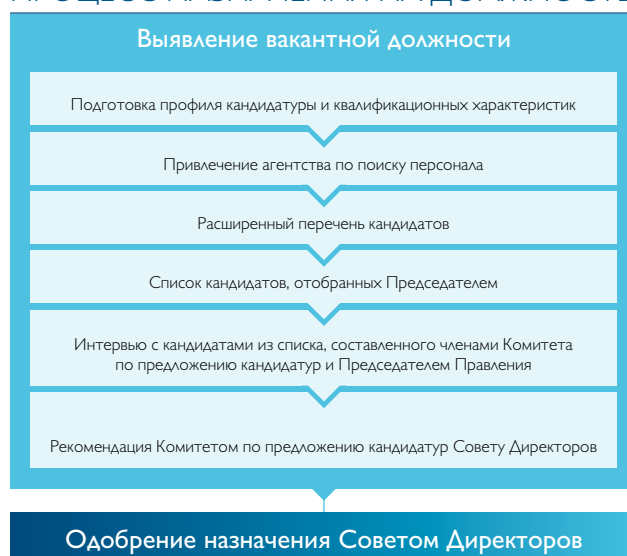 Выявление вакантной должности
Подготовка профиля кандидатуры и квалификационных характеристик
Привлечение агентства по поиску персонала
Расширенный перечень кандидатов
Список кандидатов, отобранных Председателем
Интервью с кандидатами из списка, составленного членами Комитета
по предложению кандидатур и Председателем Правления
Рекомендация Комитетом по предложению кандидатур Совету Директоров
Одобрение назначения Советом Директоров